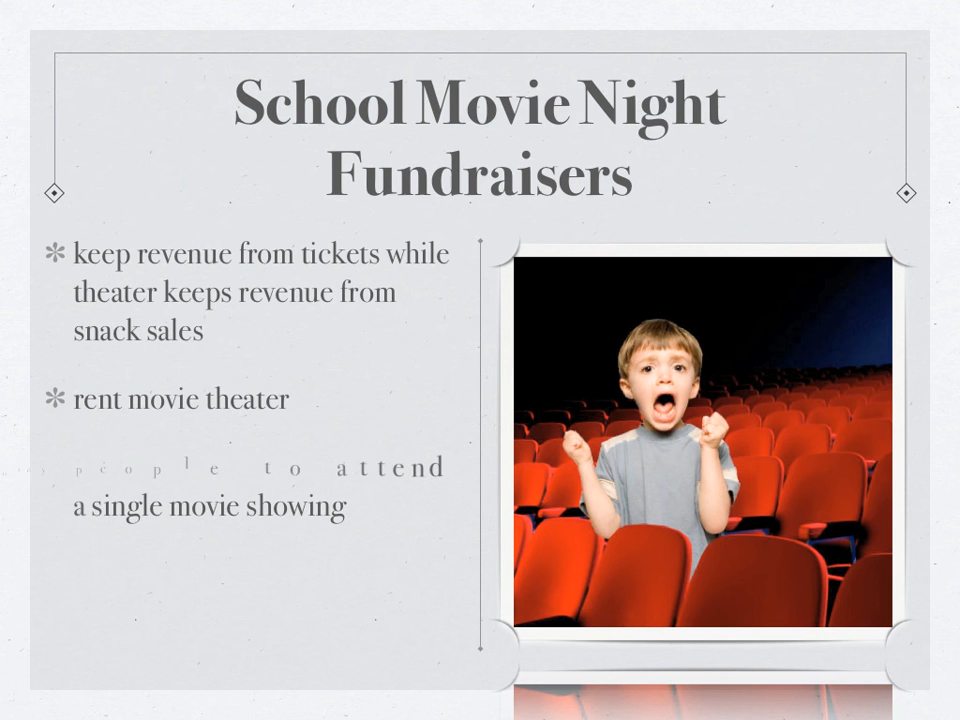 School Movie Night
Fundraisers
keep revenue from tickets while
theater keeps revenue from
snack sales
rent movie theater
people to attend
a single movie showing